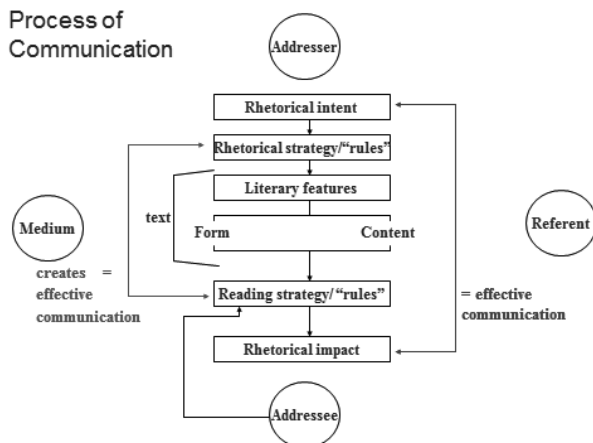 Process of
Communication
Addresser
Rhetorical intent
Rhetorical strategy/“rules”
Literary features
text
Form
Content
Medium
Referent
creates =
effective
communication
Reading strategy/“rules”
= effective
communication
Rhetorical impact
Addressee